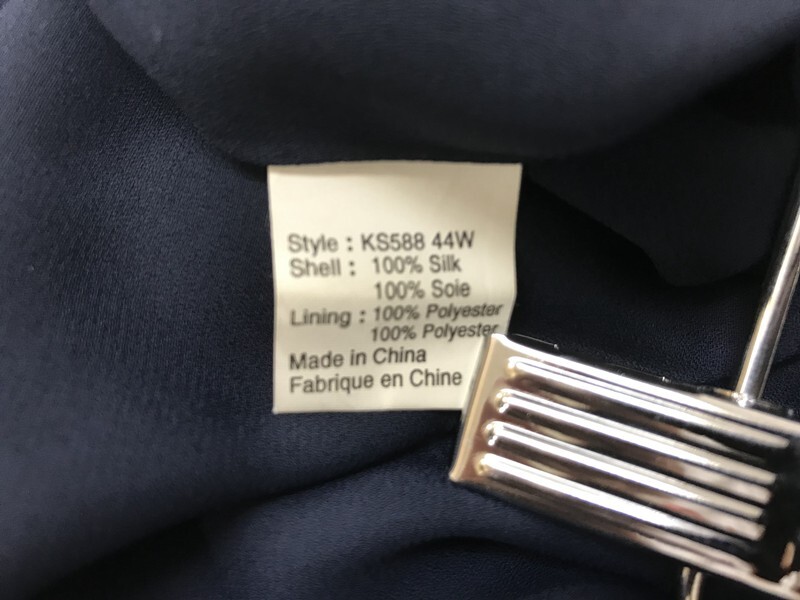 Style : KS588 44W
Shell : 100% Silk
100% Soie
Lining : 100% Polyester
100% Polyester
Made in China
Fabrique en Chine